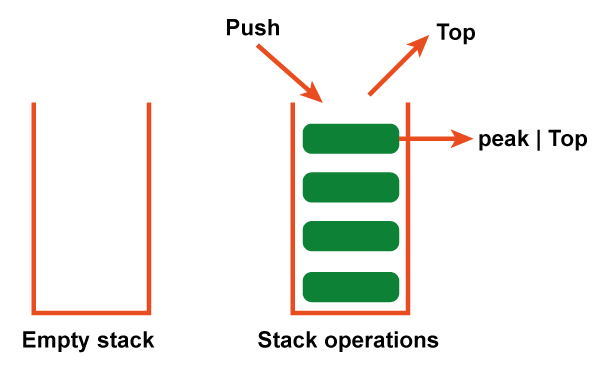 Push
Top
peak | Top
Empty stack
Stack operations